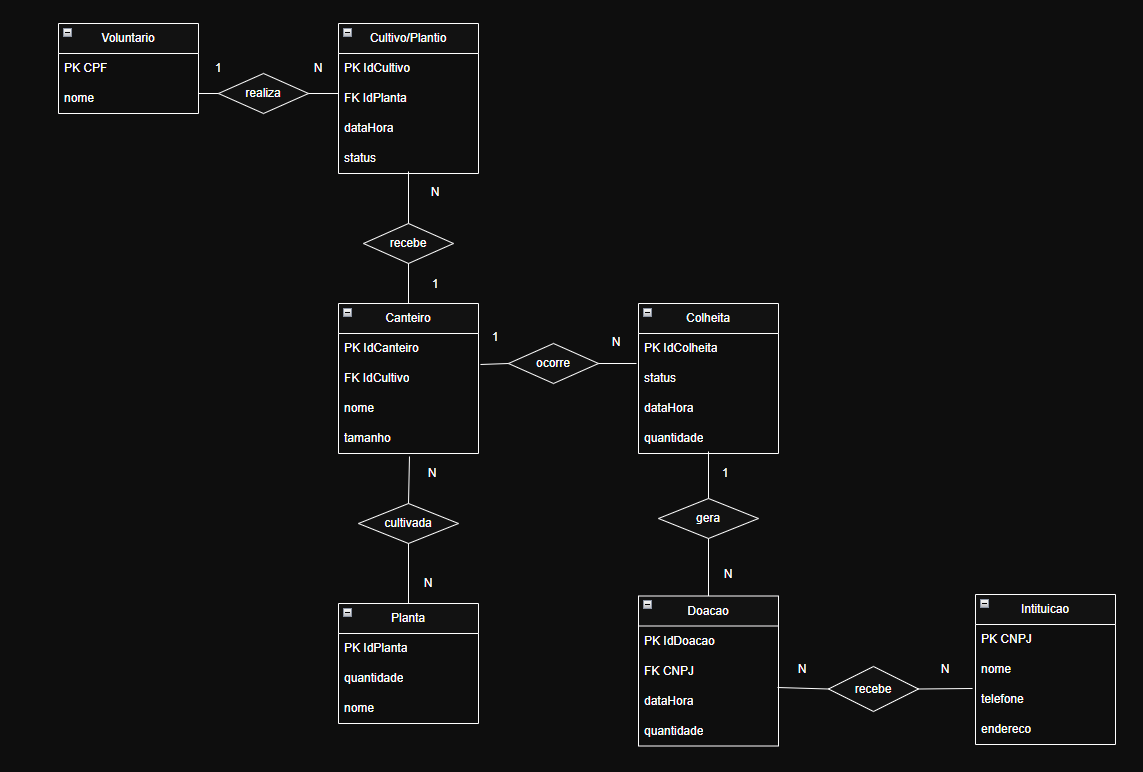 Voluntario
PK CPF
nome
1
realiza
N
Cultivo/Plantio
PK IdCultivo
FK IdPlanta
dataHora
status
N
recebe
1
Canteiro
PK IdCanteiro
FK IdCultivo
nome
tamanho
1
ocorre
N
Colheita
PK IdColheita
status
dataHora
quantidade
N
cultivada
N
Planta
PK IdPlanta
quantidade
nome
1
gera
N
Doacao
PK IdDoacao
FK CNPJ
dataHora
quantidade
N
recebe
N
Intituicao
PK CNPJ
nome
telefone
endereco